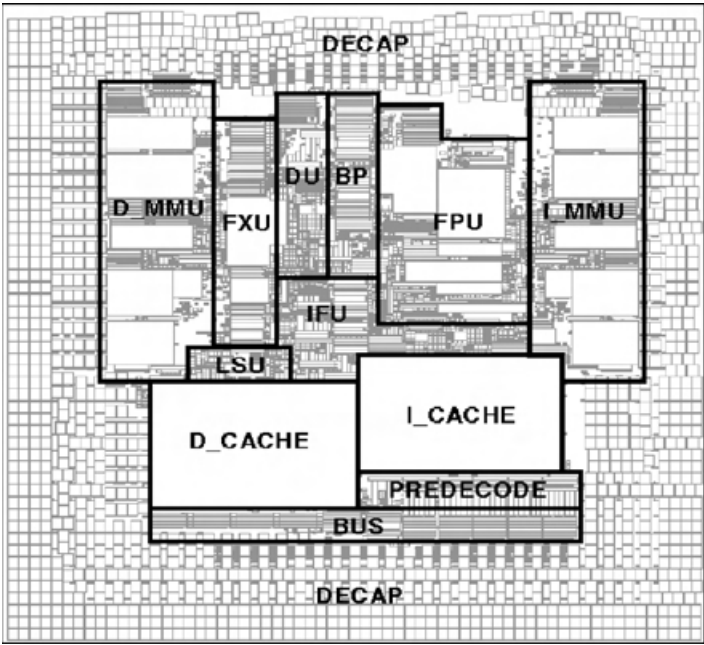 DECAP
D_MMU
FXU
DU
BP
FPU
I_MMU
IFU
LSU
D_CACHE
I_CACHE
PREDECODE
BUS
DECAP